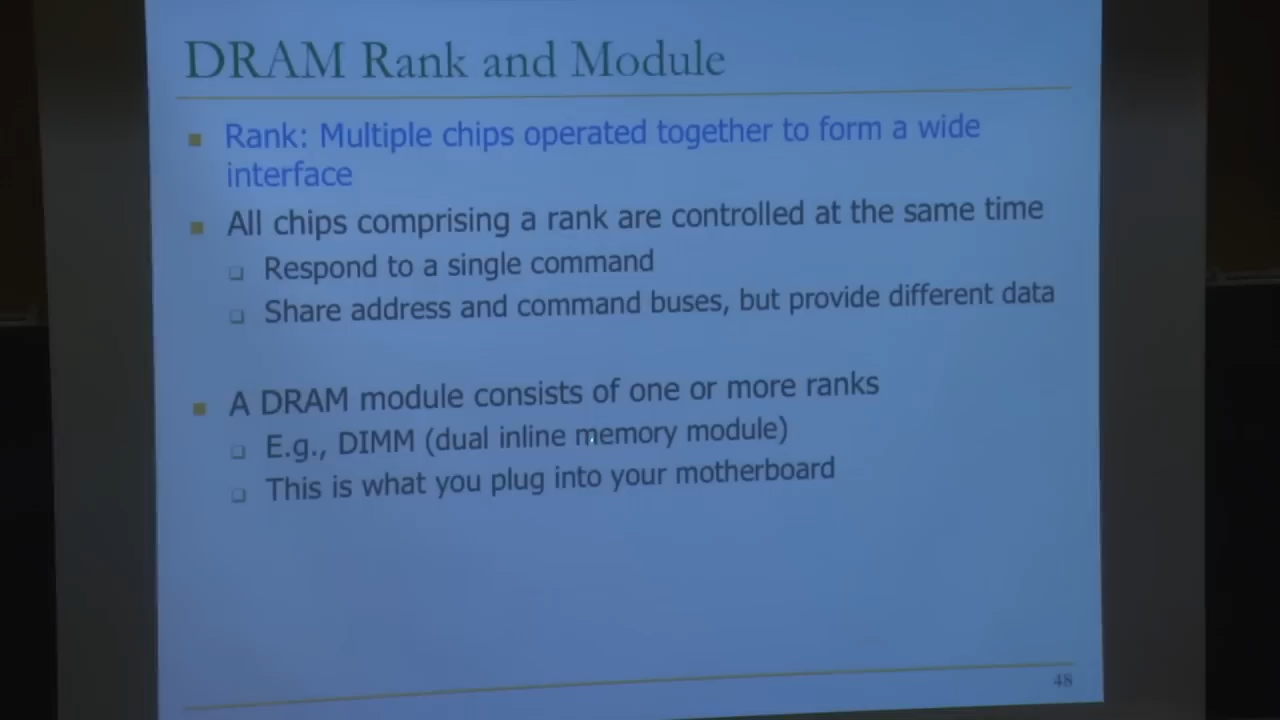 DRAM Rank and Module
Rank: Multiple chips operated together to form a wide
interface
All chips comprising a rank are controlled at the same time
Respond to a single command
Share address and command buses, but provide different data
A DRAM module consists of one or more ranks
E.g., DIMM (dual inline memory module)
This is what you plug into your motherboard
48